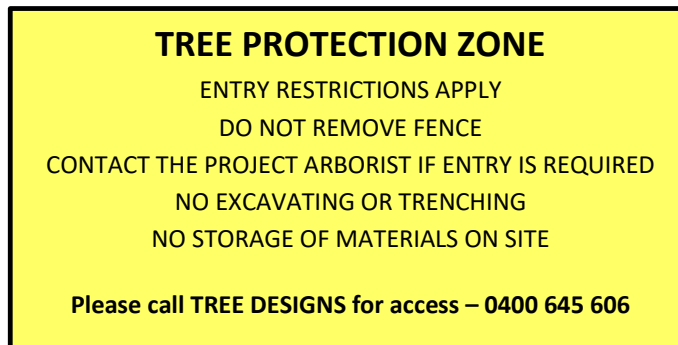 TREE PROTECTION ZONE
ENTRY RESTRICTIONS APPLY
DO NOT REMOVE FENCE
CONTACT THE PROJECT ARBORIST IF ENTRY IS REQUIRED
NO EXCAVATING OR TRENCHING
NO STORAGE OF MATERIALS ON SITE
Please call TREE DESIGNS for access – 0400 645 606